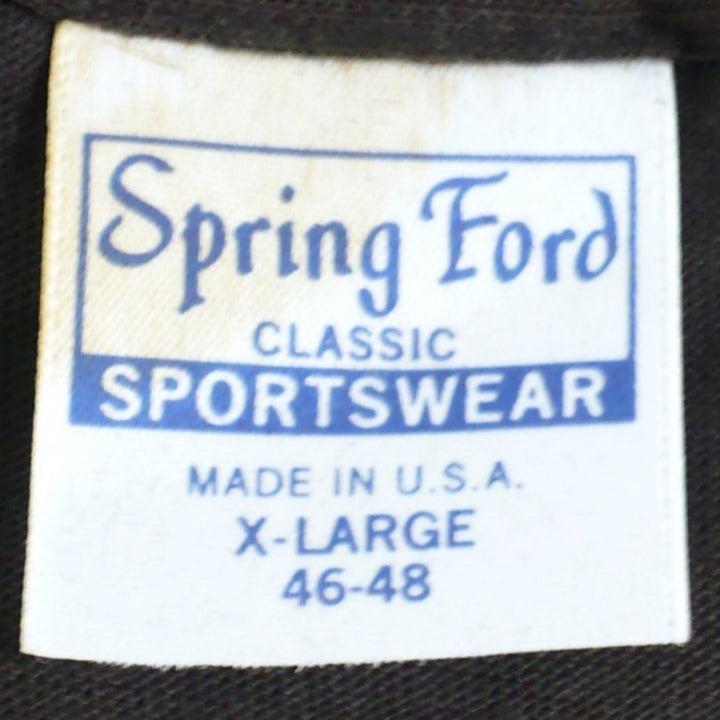 Spring Ford
CLASSIC
SPORTSWEAR
MADE IN U.S.A.
X-LARGE
46-48